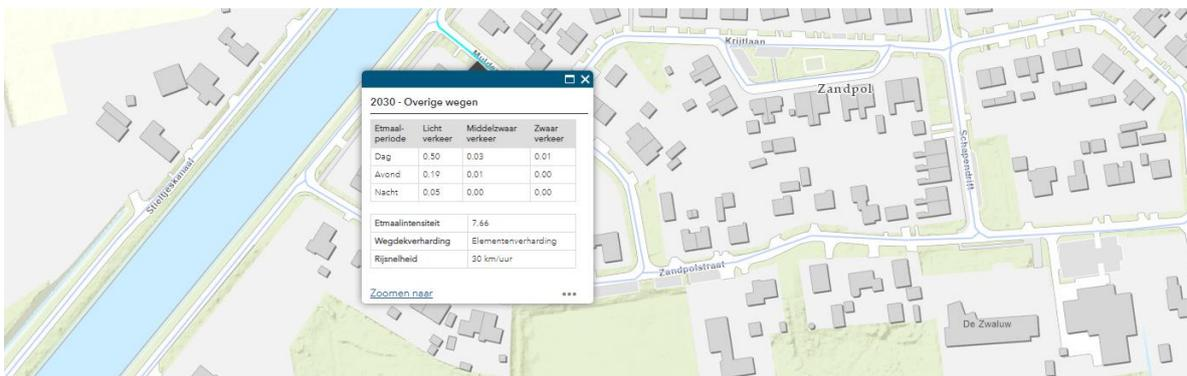 Krijtlaan
Mulde
Zandpol
Stieltjeskanaal
Schapendrift
Zandpolstraat
De Zwaluw
2030 - Overige wegen
Etmaal-periode Licht verkeer Middelzwaar verkeer Zwaar verkeer
Dag 0.50 0.03 0.01
Avond 0.19 0.01 0.00
Nacht 0.05 0.00 0.00
Etmaalintensiteit 7.66
Wegdekverharding Elementenverharding
Rijsnelheid 30 km/uur
Zoomen naar